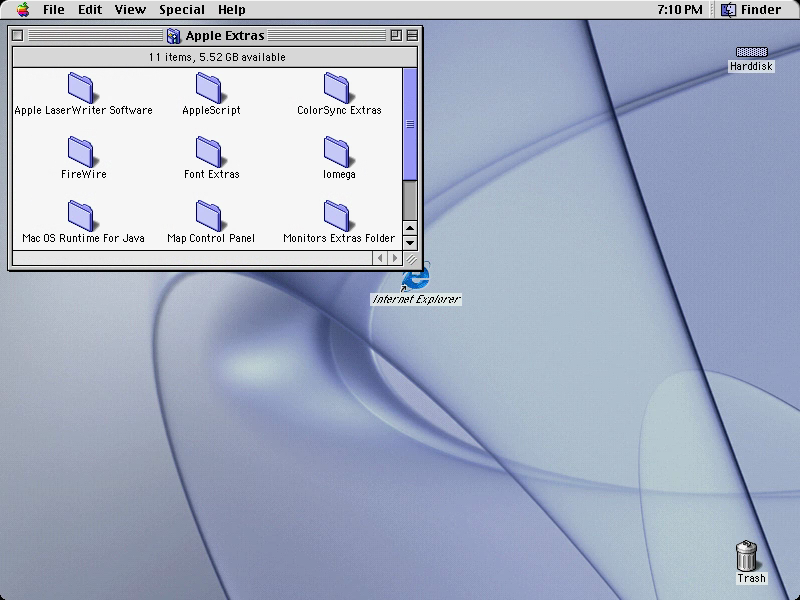 File Edit View Special Help 7:10 PM Finder
Apple Extras
11 items, 5.52 GB available
Apple LaserWriter Software AppleScript ColorSync Extras
FireWire Font Extras Iomega
Mac OS Runtime For Java Map Control Panel Monitors Extras Folder
Harddisk
Internet Explorer
Trash